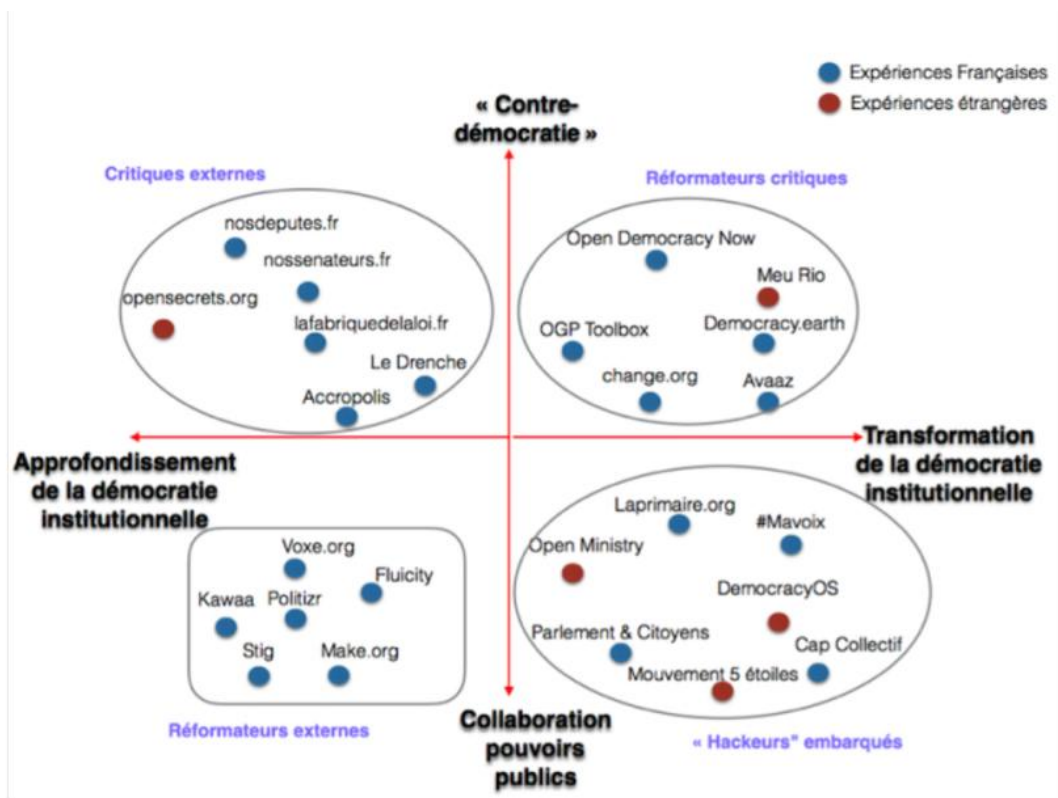 Expériences Françaises
Expériences étrangères
« Contre-
démocratie »
Critiques externes
Réformateurs critiques
nosdeputes.fr
nossenateurs.fr
opensecrets.org
lafabriquedelaloi.fr
Le Drenche
Accropolis
Open Democracy Now
Meu Rio
OGP Toolbox
Democracy.earth
change.org
Avaaz
Approfondissement
de la démocratie
institutionnelle
Transformation
de la démocratie
institutionnelle
Voxe.org
Fluicity
Kawaa
Politizr
Stig
Make.org
Réformateurs externes
Laprimaire.org
#Mavoix
Open Ministry
DemocracyOS
Parlement & Citoyens
Cap Collectif
Mouvement 5 étoiles
Collaboration
pouvoirs
publics
« Hackeurs" embarqués